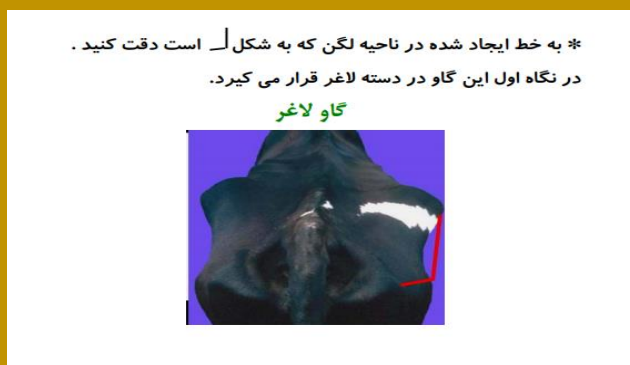 * به خط ایجاد شده در ناحیه لگن که به شکل است دقت کنید .
در نگاه اول این گاو در دسته لاغر قرار می کیرد.
گاو لاغر